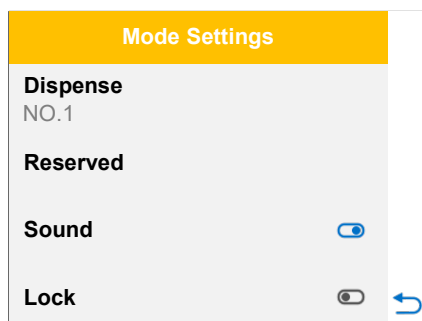 Mode Settings
Dispense
NO.1
Reserved
Sound
Lock